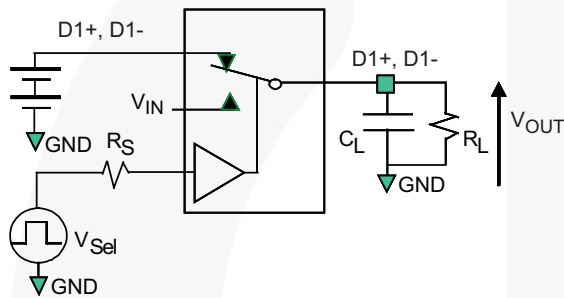 D1+, D1-
D1+, D1-
V_IN
GND
R_S
V_OUT
C_L
R_L
GND
V_Sel
GND